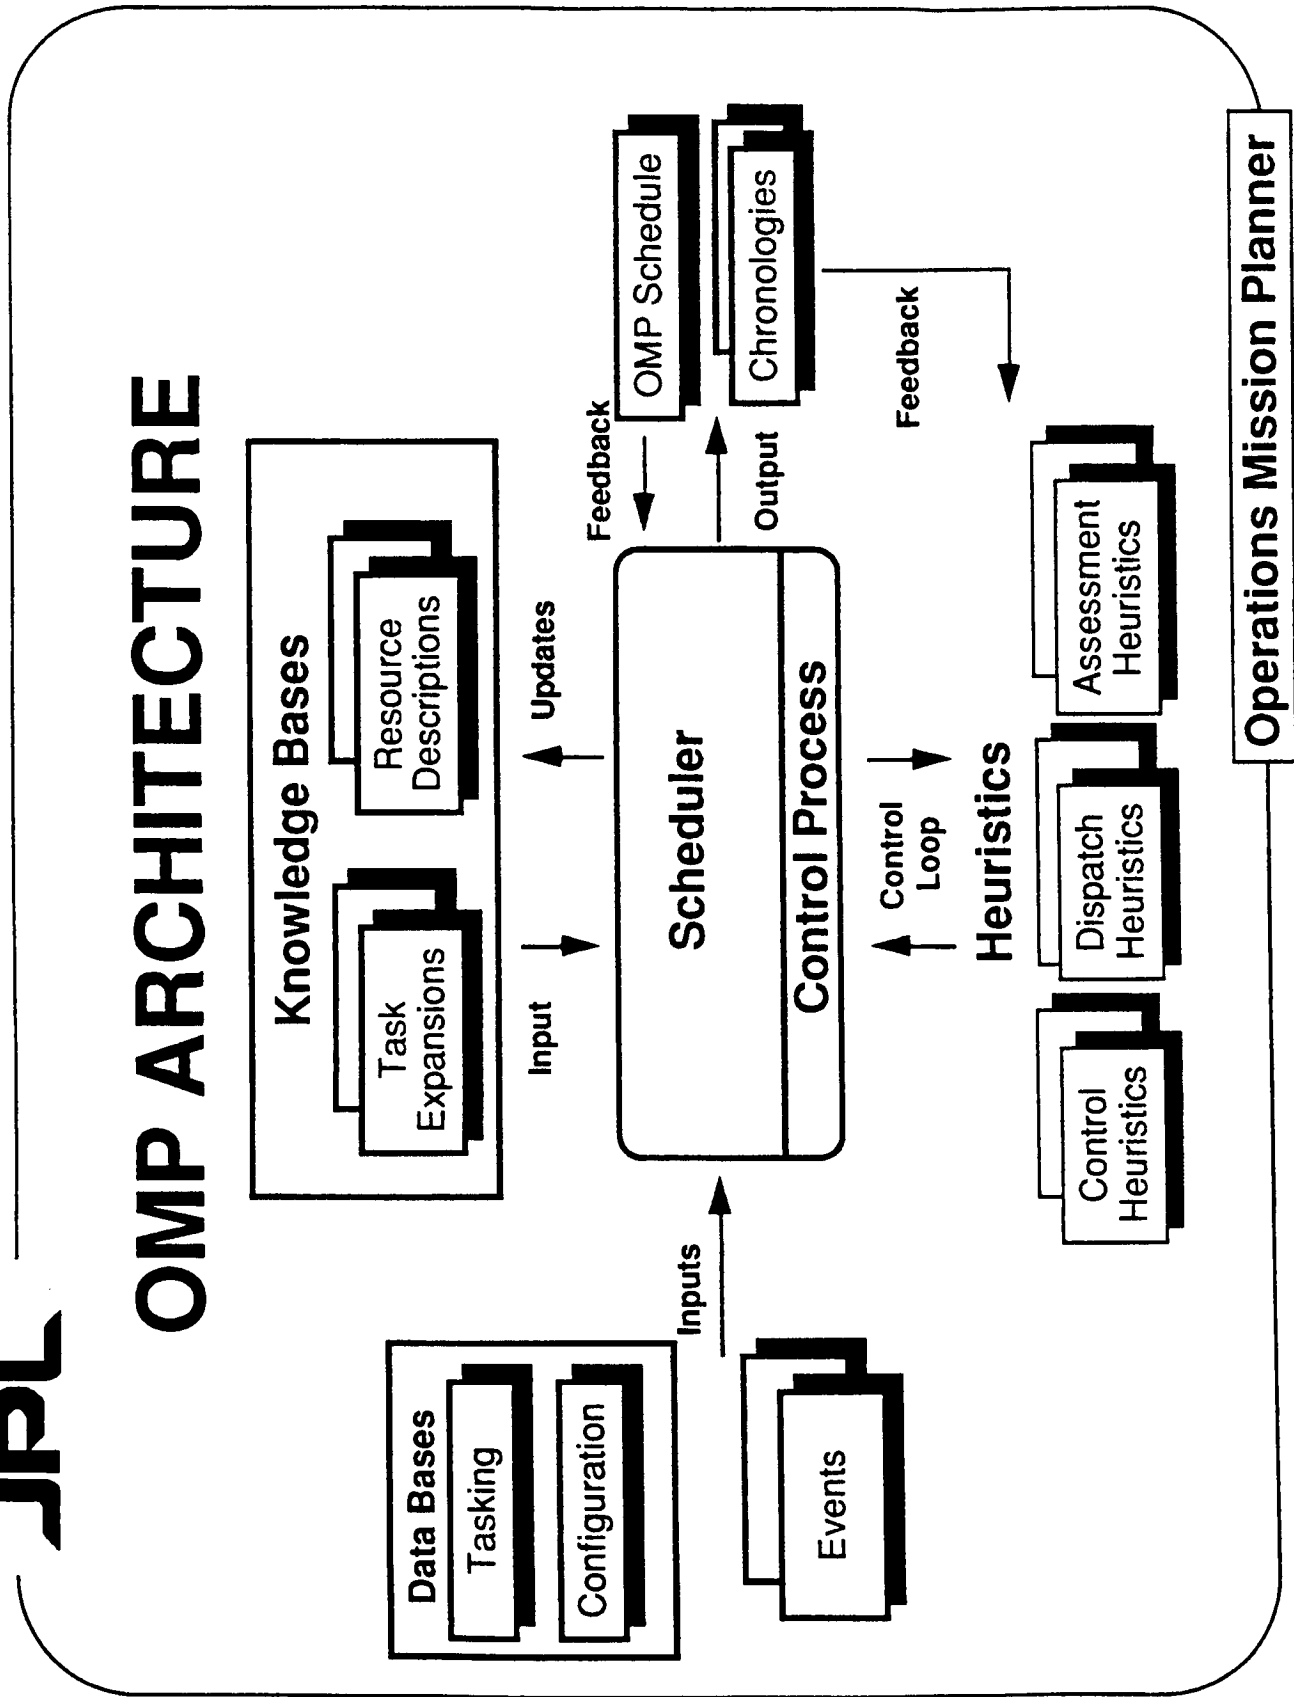 JPL
OMP ARCHITECTURE
Knowledge Bases
Task
Expansions
Resource
Descriptions
Data Bases
Tasking
Configuration
Events
Inputs
Input
Updates
Scheduler
Control Process
Feedback
Output
OMP Schedule
Chronologies
Feedback
Control
Loop
Heuristics
Control
Heuristics
Dispatch
Heuristics
Assessment
Heuristics
Operations Mission Planner